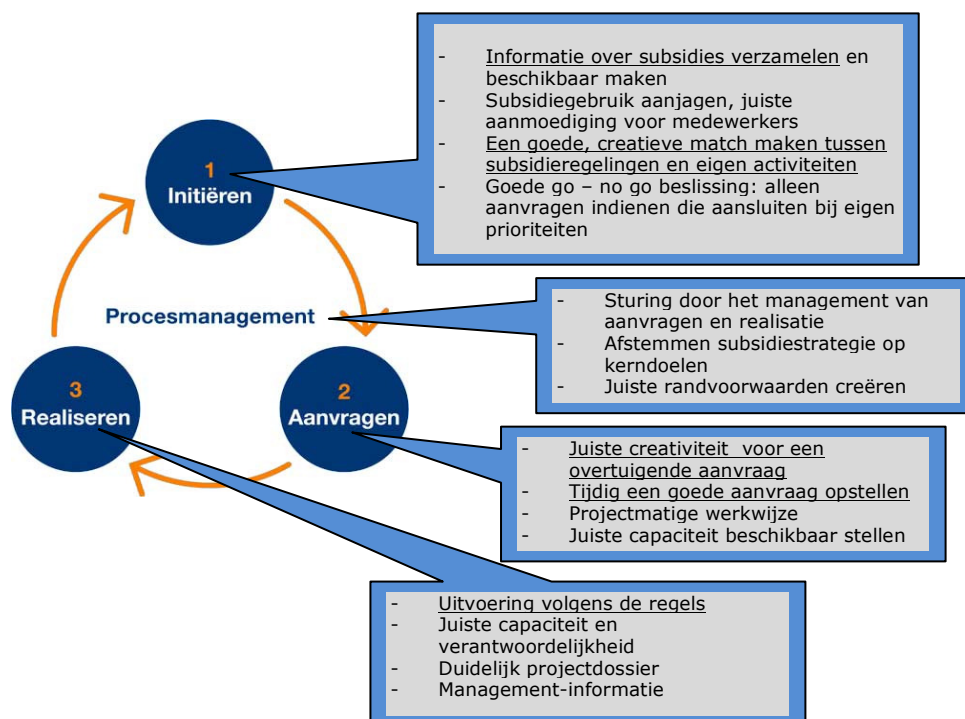 - Informatie over subsidies verzamelen en
beschikbaar maken
- Subsidiegebruik aanjagen, juiste
aanmoediging voor medewerkers
- Een goede, creatieve match maken tussen
subsidieregelingen en eigen activiteiten
- Goede go – no go beslissing: alleen
aanvragen indienen die aansluiten bij eigen
prioriteiten
1
Initiëren
Procesmanagement
- Sturing door het management van
aanvragen en realisatie
- Afstemmen subsidiestrategie op
kerndoelen
- Juiste randvoorwaarden creëren
3
Realiseren
2
Aanvragen
- Juiste creativiteit voor een
overtuigende aanvraag
- Tijdig een goede aanvraag opstellen
- Projectmatige werkwijze
- Juiste capaciteit beschikbaar stellen
- Uitvoering volgens de regels
- Juiste capaciteit en
verantwoordelijkheid
- Duidelijk projectdossier
- Management-informatie